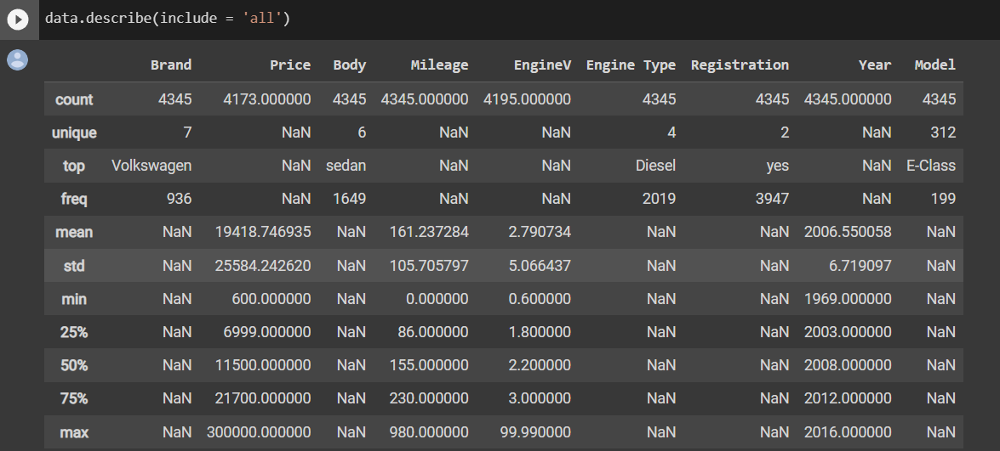 data.describe(include = 'all')
Brand Price Body Mileage EngineV Engine Type Registration Year Model
count 4345 4173.000000 4345 4345.000000 4195.000000 4345 4345 4345.000000 4345
unique 7 NaN 6 NaN NaN 4 2 NaN 312
top Volkswagen NaN sedan NaN NaN Diesel yes NaN E-Class
freq 936 NaN 1649 NaN NaN 2019 3947 NaN 199
mean NaN 19418.746935 NaN 161.237284 2.790734 NaN NaN 2006.550058 NaN
std NaN 25584.242620 NaN 105.705797 5.066437 NaN NaN 6.719097 NaN
min NaN 600.000000 NaN 0.000000 0.600000 NaN NaN 1969.000000 NaN
25% NaN 6999.000000 NaN 86.000000 1.800000 NaN NaN 2003.000000 NaN
50% NaN 11500.000000 NaN 155.000000 2.200000 NaN NaN 2008.000000 NaN
75% NaN 21700.000000 NaN 230.000000 3.000000 NaN NaN 2012.000000 NaN
max NaN 300000.000000 NaN 980.000000 99.990000 NaN NaN 2016.000000 NaN